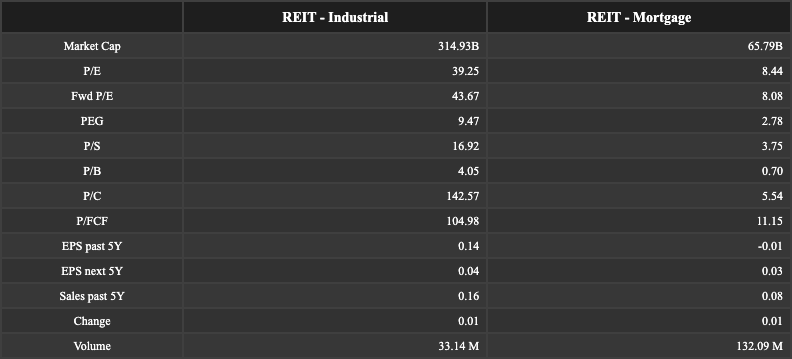 REIT - Industrial REIT - Mortgage
Market Cap 314.93B 65.79B
P/E 39.25 8.44
Fwd P/E 43.67 8.08
PEG 9.47 2.78
P/S 16.92 3.75
P/B 4.05 0.70
P/C 142.57 5.54
P/FCF 104.98 11.15
EPS past 5Y 0.14 -0.01
EPS next 5Y 0.04 0.03
Sales past 5Y 0.16 0.08
Change 0.01 0.01
Volume 33.14 M 132.09 M